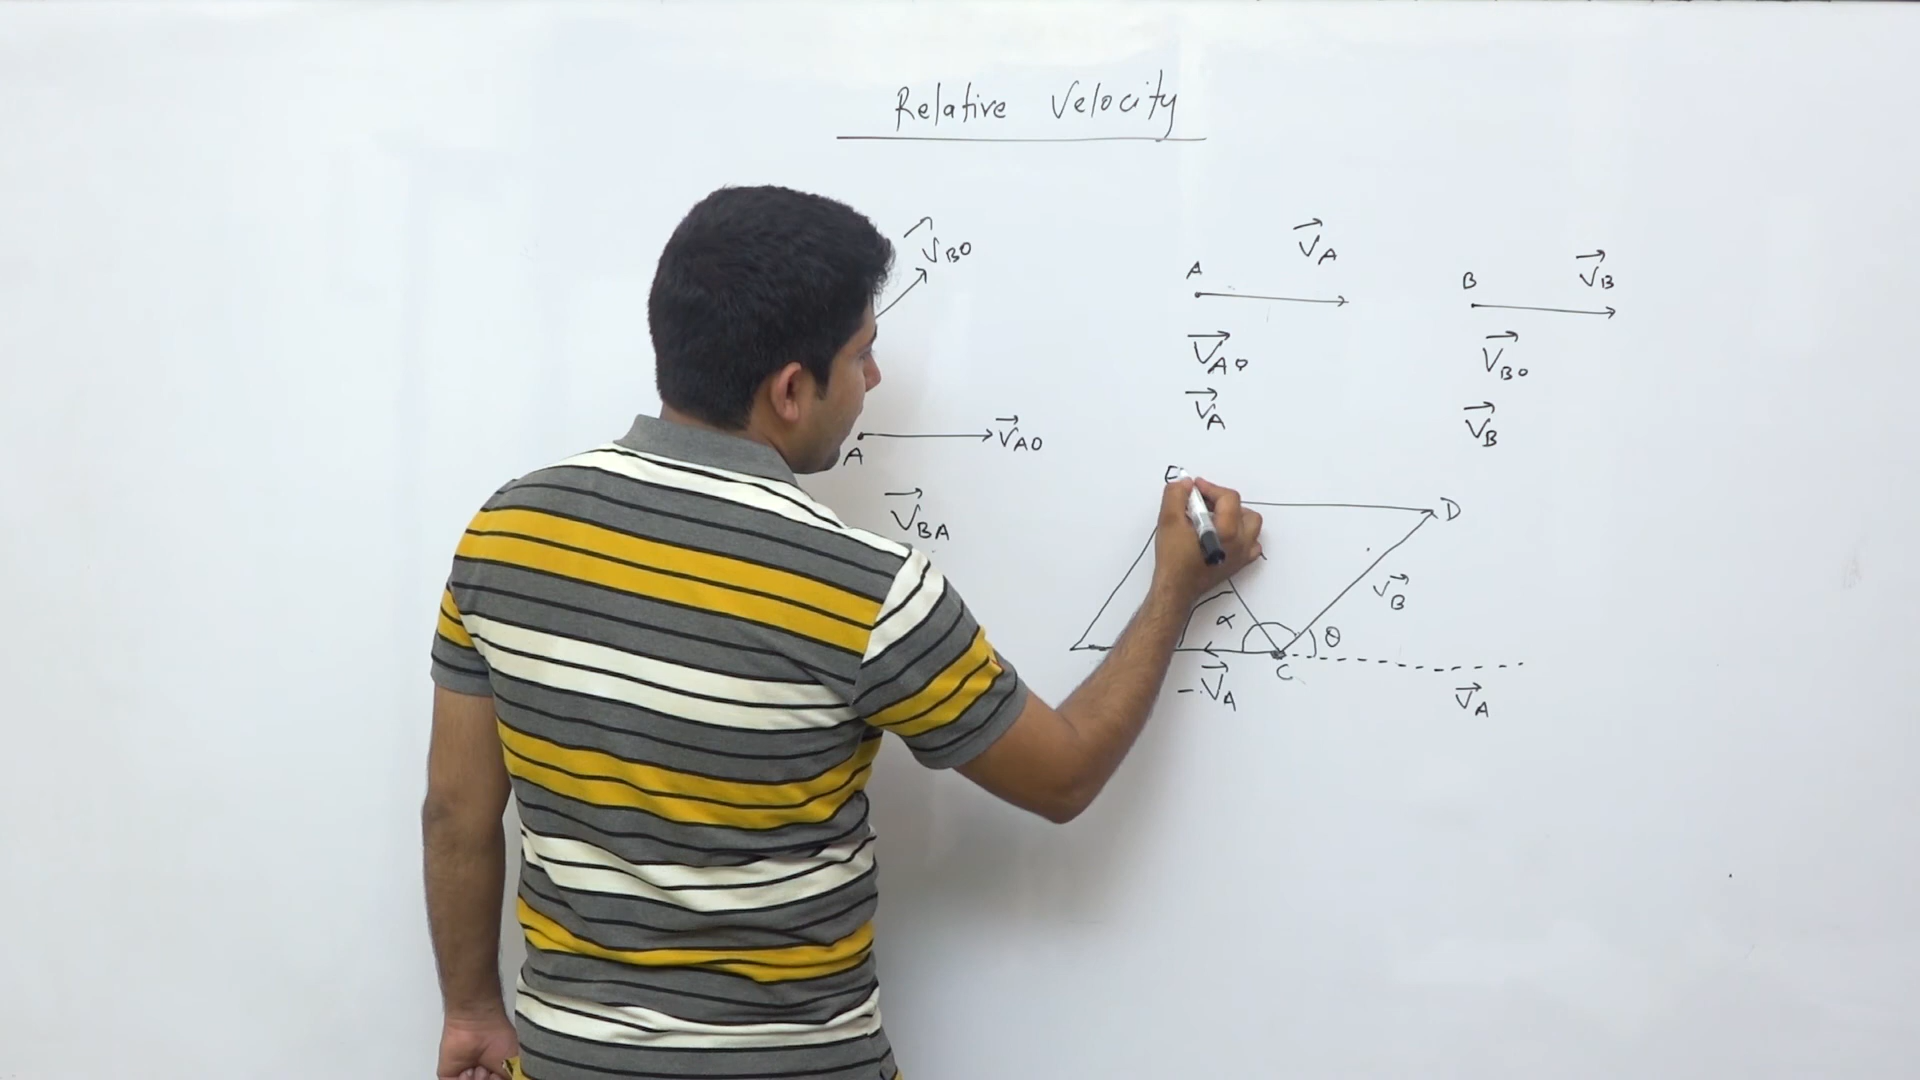 Relative Velocity
V⃗BO
V⃗A
A
B
V⃗B
V⃗AO
V⃗BO
V⃗A
V⃗B
A
V⃗AO
V⃗BA
E
D
V⃗B
α
θ
C
-V⃗A
V⃗A